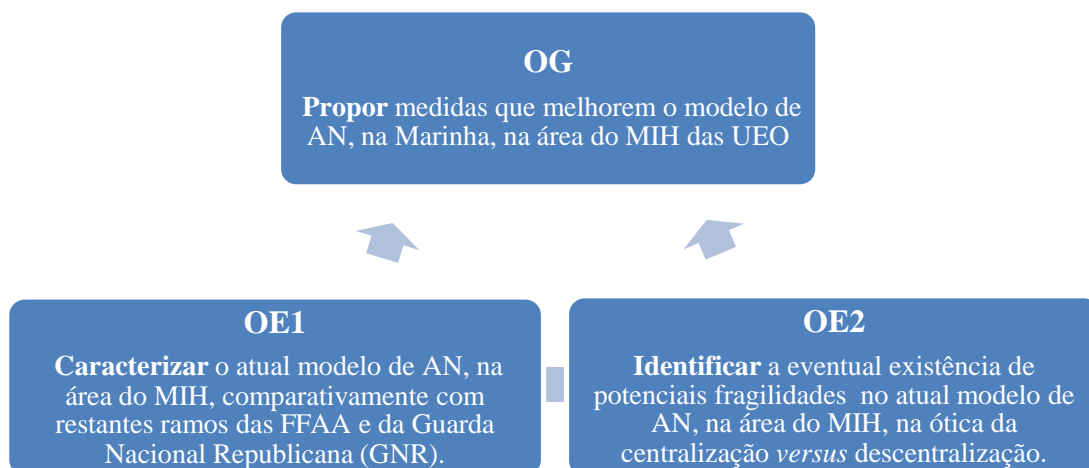 OG
Propor medidas que melhorem o modelo de
AN, na Marinha, na área do MIH das UEO
OE1
Caracterizar o atual modelo de AN, na
área do MIH, comparativamente com
restantes ramos das FFAA e da Guarda
Nacional Republicana (GNR).
OE2
Identificar a eventual existência de
potenciais fragilidades no atual modelo de
AN, na área do MIH, na ótica da
centralização versus descentralização.